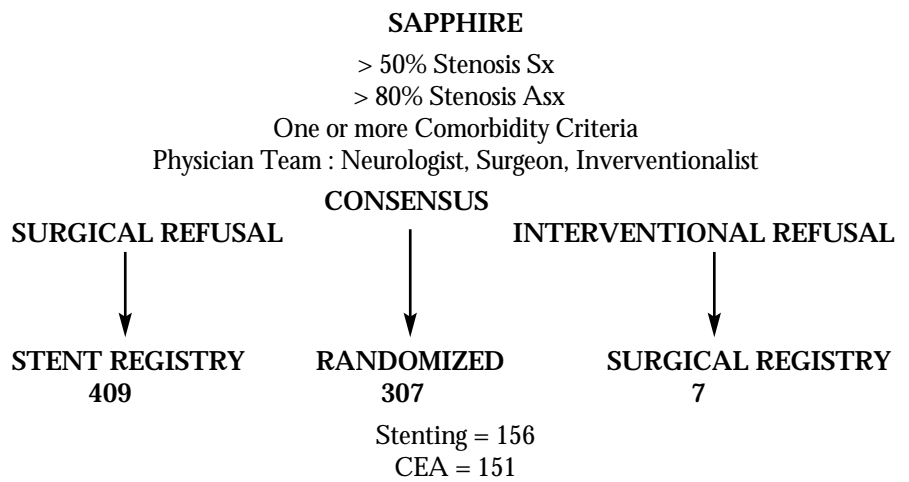 SAPPHIRE
> 50% Stenosis Sx
> 80% Stenosis Asx
One or more Comorbidity Criteria
Physician Team : Neurologist, Surgeon, Inverventionalist
CONSENSUS
SURGICAL REFUSAL INTERVENTIONAL REFUSAL
STENT REGISTRY RANDOMIZED SURGICAL REGISTRY
409 307 7
Stenting = 156
CEA = 151